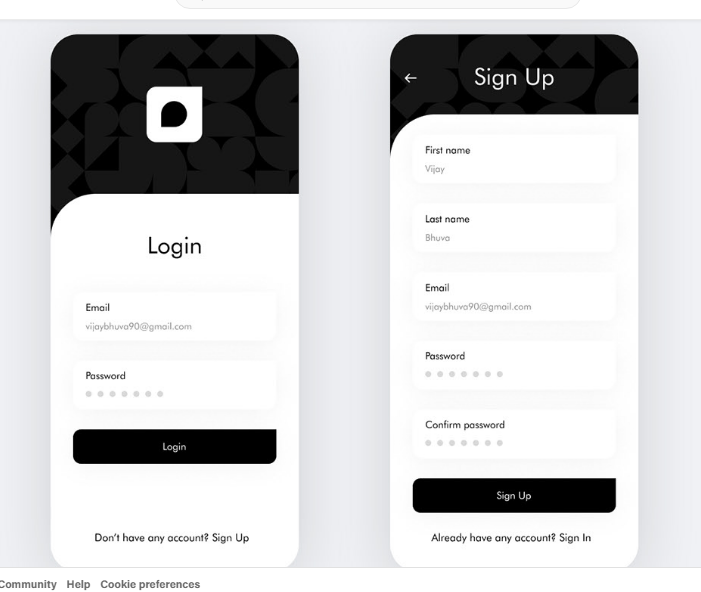 Login
Email
vijaybhuva90@gmail.com
Password
Login
Don't have any account? Sign Up
Sign Up
First name
Vijay
Last name
Bhuva
Email
vijaybhuva90@gmail.com
Password
Confirm password
Sign Up
Already have any account? Sign In
Community Help Cookie preferences